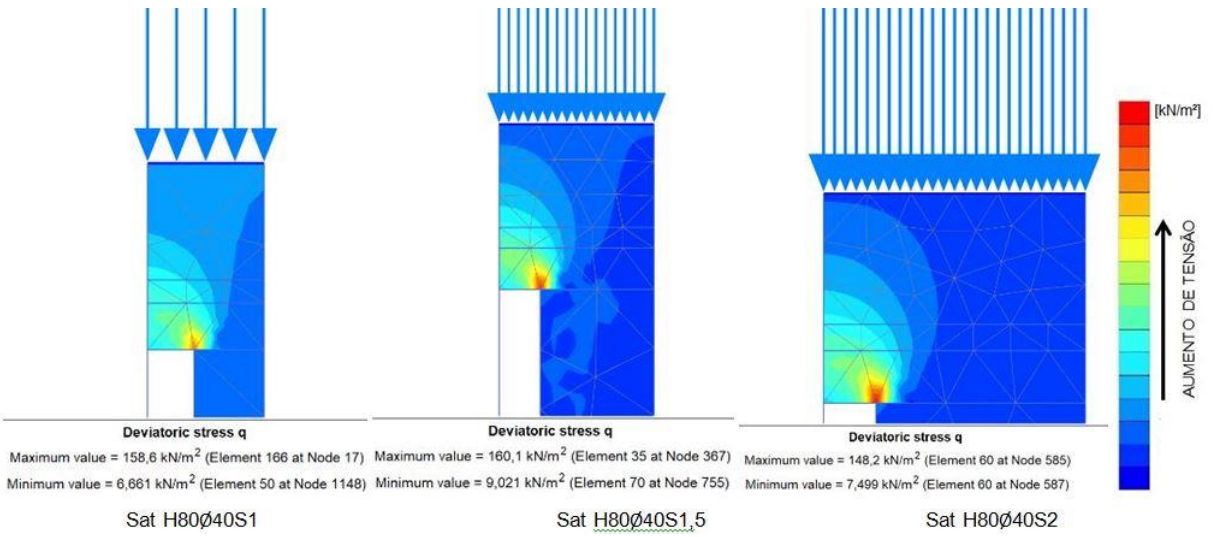 [kN/m²]
AUMENTO DE TENSÃO
Deviatoric stress q
Maximum value = 158,6 kN/m² (Element 166 at Node 17)
Minimum value = 6,661 kN/m² (Element 50 at Node 1148)
Sat H80Ø40S1
Deviatoric stress q
Maximum value = 160,1 kN/m² (Element 35 at Node 367)
Minimum value = 9,021 kN/m² (Element 70 at Node 755)
Sat H80Ø40S1,5
Deviatoric stress q
Maximum value = 148,2 kN/m² (Element 60 at Node 585)
Minimum value = 7,499 kN/m² (Element 60 at Node 587)
Sat H80Ø40S2